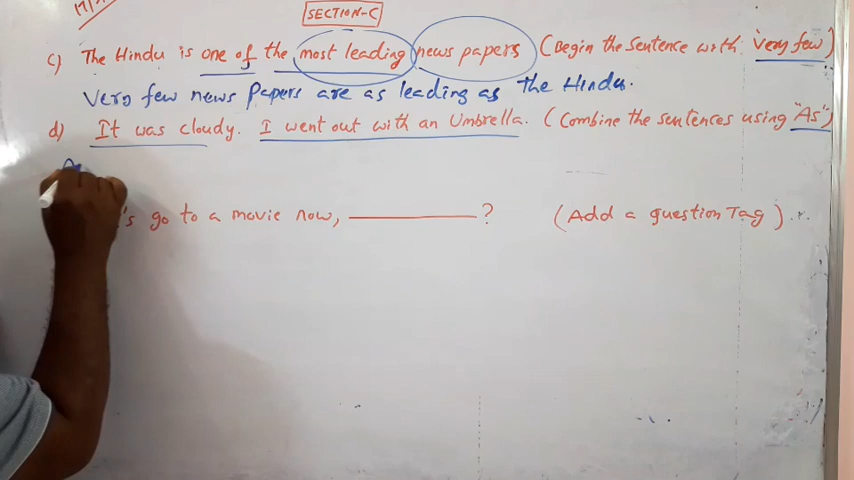 SECTION-C
c) The Hindu is one of the most leading news papers (Begin the Sentence with Very few)
Very few news Papers are as leading as the Hindu.
d) It was cloudy. I went out with an Umbrella. (Combine the sentences using "As")
's go to a movie now, ________? (Add a question Tag)